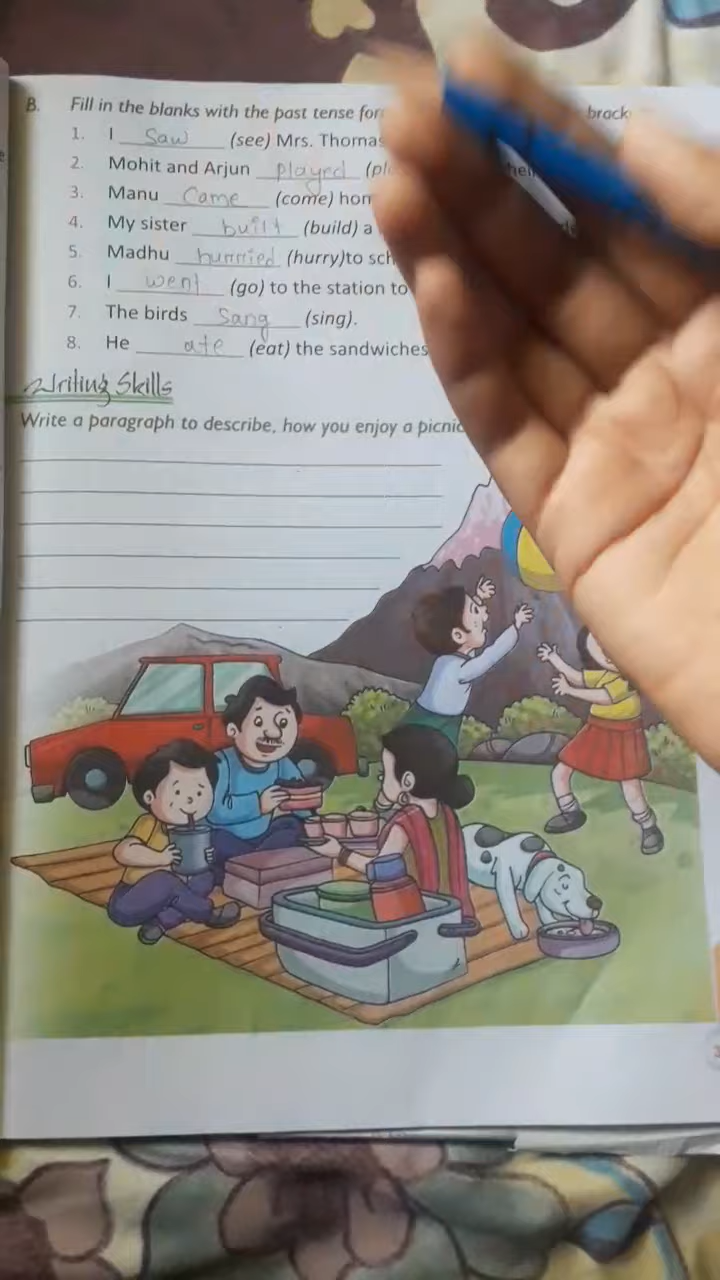 B. Fill in the blanks with the past tense for brack
1. I Saw (see) Mrs. Thomas
2. Mohit and Arjun played (pl
3. Manu Came (come) hom
4. My sister built (build) a
5. Madhu hurried (hurry)to sch
6. I went (go) to the station to
7. The birds Sang (sing).
8. He ate (eat) the sandwiches
Writing Skills
Write a paragraph to describe, how you enjoy a picnic